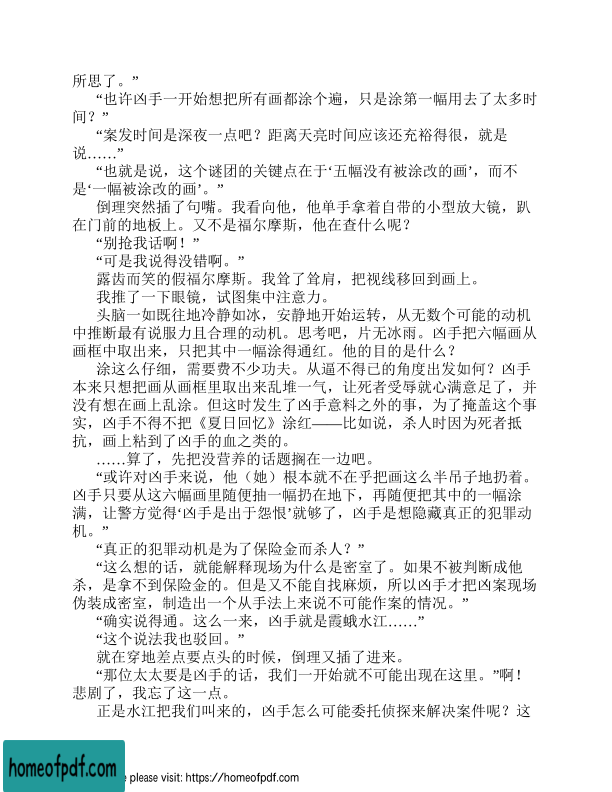 所思了。”
“也许凶手一开始想把所有画都涂个遍，只是涂第一幅用去了太多时
间？”
“案发时间是深夜一点吧？距离天亮时间应该还充裕得很，就是
说……”
“也就是说，这个谜团的关键点在于‘五幅没有被涂改的画’，而不
是‘一幅被涂改的画’。”
倒理突然插了句嘴。我看向他，他单手拿着自带的小型放大镜，趴
在门前的地板上。又不是福尔摩斯，他在查什么呢？
“别抢我话啊！”
“可是我说得没错啊。”
露齿而笑的假福尔摩斯。我耸了耸肩，把视线移回到画上。
我推了一下眼镜，试图集中注意力。
头脑一如既往地冷静如冰，安静地开始运转，从无数个可能的动机
中推断最有说服力且合理的动机。思考吧，片无冰雨。凶手把六幅画从
画框中取出来，只把其中一幅涂得通红。他的目的是什么？
涂这么仔细，需要费不少功夫。从逼不得已的角度出发如何？凶手
本来只想把画从画框里取出来乱堆一气，让死者受辱就心满意足了，并
没有想在画上乱涂。但这时发生了凶手意料之外的事，为了掩盖这个事
实，凶手不得不把《夏日回忆》涂红——比如说，杀人时因为死者抵
抗，画上粘到了凶手的血之类的。
……算了，先把没营养的话题搁在一边吧。
“或许对凶手来说，他（她）根本就不在乎把画这么半吊子地扔着。
凶手只要从这六幅画里随便抽一幅扔在地下，再随便把其中的一幅涂
满，让警方觉得‘凶手是出于怨恨’就够了，凶手是想隐藏真正的犯罪动
机。”
“真正的犯罪动机是为了保险金而杀人？”
“这么想的话，就能解释现场为什么是密室了。如果不被判断成他
杀，是拿不到保险金的。但是又不能自找麻烦，所以凶手才把凶案现场
伪装成密室，制造出一个从手法上来说不可能作案的情况。”
“确实说得通。这么一来，凶手就是霞蛾水江……”
“这个说法我也驳回。”
就在穿地差点要点头的时候，倒理又插了进来。
“那位太太要是凶手的话，我们一开始就不可能出现在这里。”啊！
悲剧了，我忘了这一点。
正是水江把我们叫来的，凶手怎么可能委托侦探来解决案件呢？这
homeofpdf.com
e please visit: https://homeofpdf.com